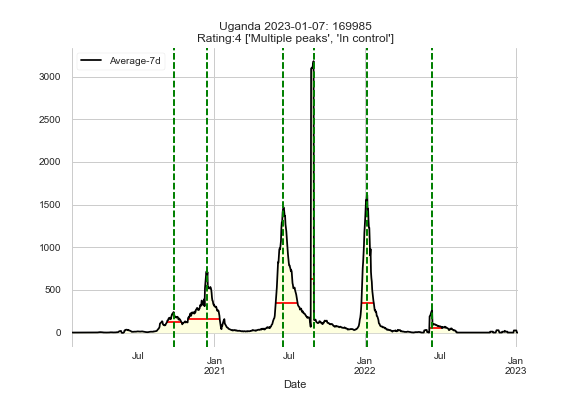 Uganda 2023-01-07: 169985
Rating:4 ['Multiple peaks', 'In control']
Average-7d
3000
2500
2000
1500
1000
500
0
Jul
Jan
2021
Jul
Jan
2022
Jul
Jan
2023
Date